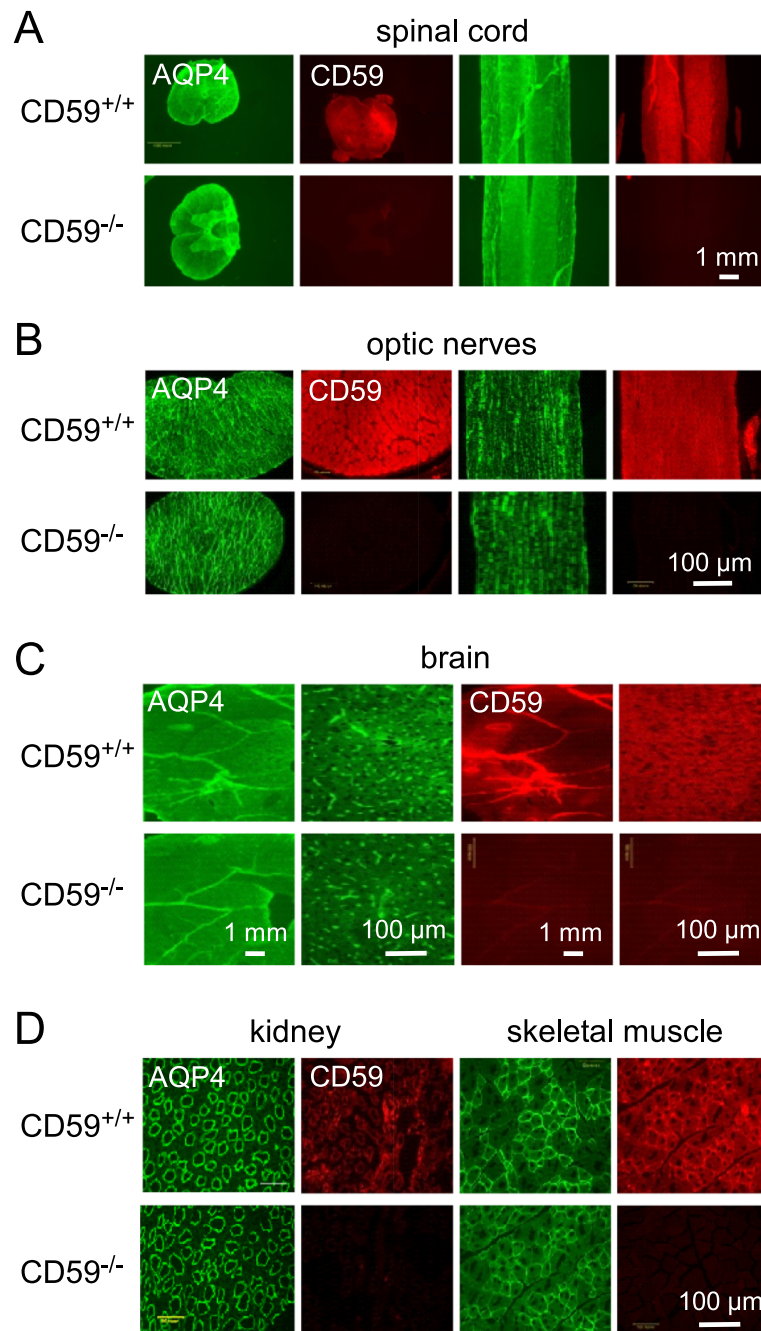 A
spinal cord
AQP4 CD59
CD59+/+
CD59-/-
1 mm
B
optic nerves
AQP4 CD59
CD59+/+
CD59-/-
100 µm
C
brain
AQP4 CD59
CD59+/+
CD59-/-
1 mm 100 µm 1 mm 100 µm
D
kidney skeletal muscle
AQP4 CD59
CD59+/+
CD59-/-
100 µm